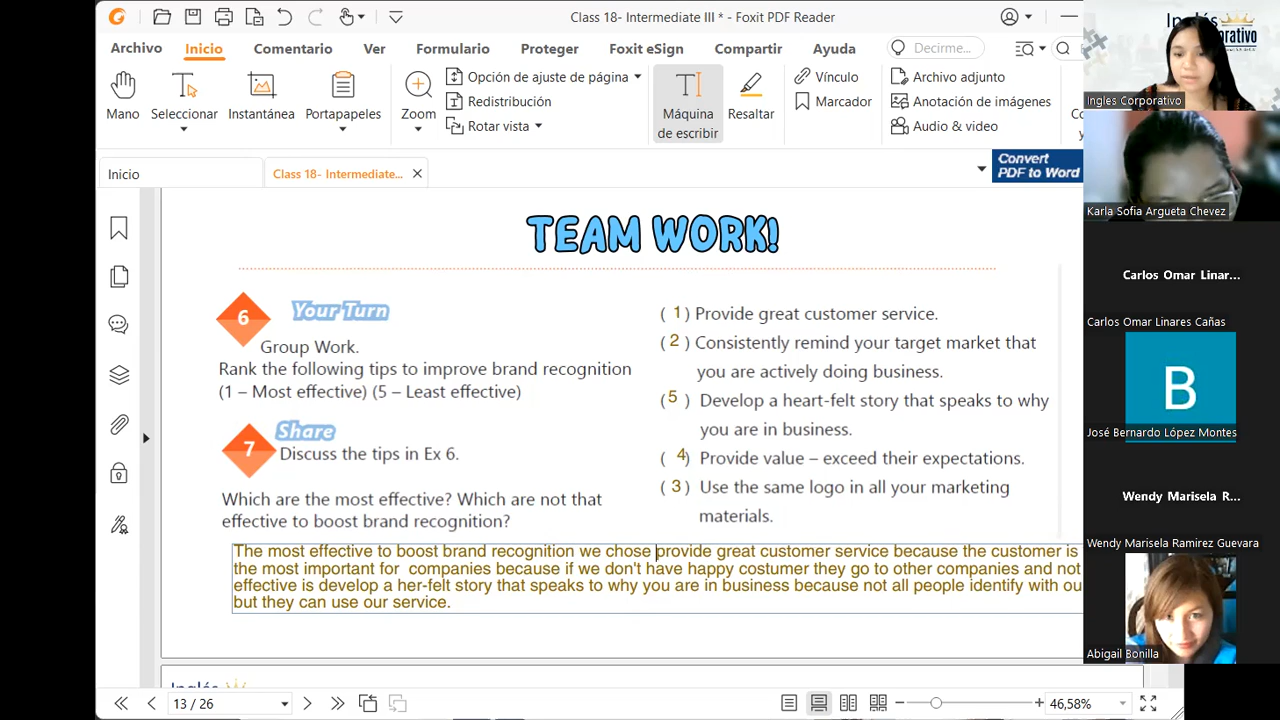 Class 18- Intermediate III * - Foxit PDF Reader
Archivo Inicio Comentario Ver Formulario Proteger Foxit eSign Compartir Ayuda Decirme...
Mano
Seleccionar
Instantánea
Portapapeles
Zoom
Opción de ajuste de página
Redistribución
Rotar vista
Máquina de escribir
Resaltar
Vínculo
Marcador
Archivo adjunto
Anotación de imágenes
Audio & video
Inicio
Class 18- Intermediate...
Convert
PDF to Word
TEAM WORK!
6 Your Turn
Group Work.
Rank the following tips to improve brand recognition
(1 – Most effective) (5 – Least effective)
7 Share
Discuss the tips in Ex 6.
Which are the most effective? Which are not that
effective to boost brand recognition?
( 1 ) Provide great customer service.
( 2 ) Consistently remind your target market that
you are actively doing business.
( 5 ) Develop a heart-felt story that speaks to why
you are in business.
( 4 ) Provide value – exceed their expectations.
( 3 ) Use the same logo in all your marketing
materials.
The most effective to boost brand recognition we chose provide great customer service because the customer is
the most important for companies because if we don't have happy costumer they go to other companies and not
effective is develop a her-felt story that speaks to why you are in business because not all people identify with ou
but they can use our service.
13 / 26
46,58%
Ingles Corporativo
Karla Sofia Argueta Chevez
Carlos Omar Linar...
Carlos Omar Linares Cañas
B
José Bernardo López Montes
Wendy Marisela R...
Wendy Marisela Ramirez Guevara
Abigail Bonilla